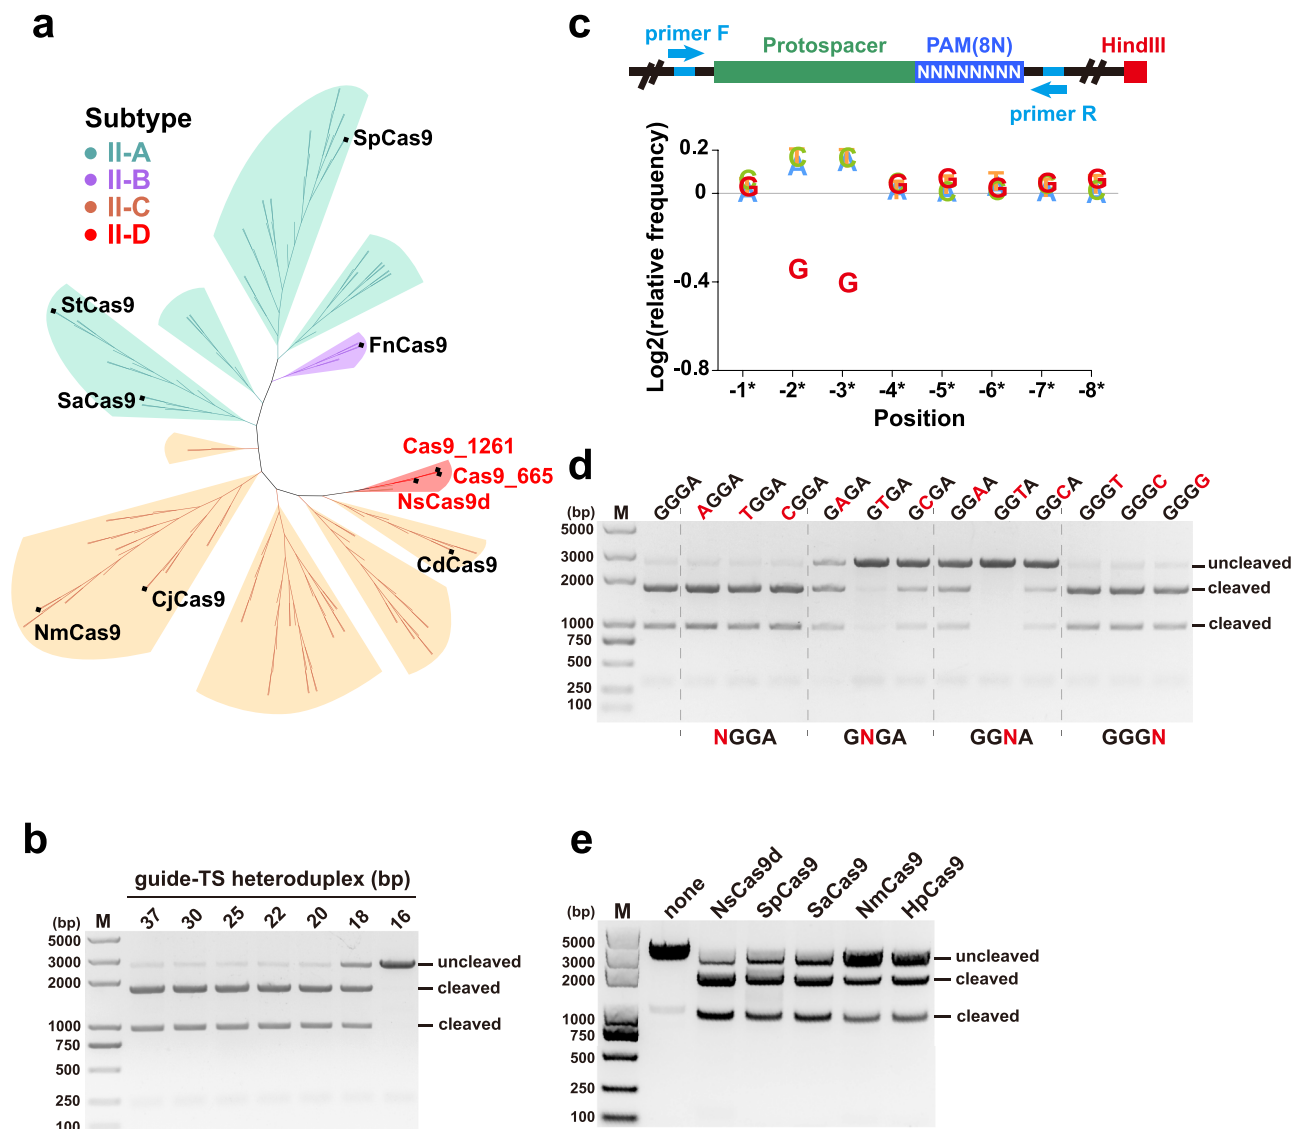 a
Subtype
II-A
II-B
II-C
II-D
SpCas9
StCas9
FnCas9
SaCas9
Cas9_1261
Cas9_665
NsCas9d
CdCas9
CjCas9
NmCas9
b
guide-TS heteroduplex (bp)
(bp) M 37 30 25 22 20 18 16
5000
3000
2000
1000
750
500
250
100
uncleaved
cleaved
cleaved
c
primer F
Protospacer
PAM(8N)
HindIII
NNNNNNNN
primer R
Log2(relative frequency)
0.2
0
-0.4
-0.8
G A G
T C A G
T C A G
G A
G C A
T G
G A
G T C A
-1* -2* -3* -4* -5* -6* -7* -8*
Position
d
(bp) M GGGA AGGA TGGA CGGA GAGA GTGA GCGA GGAA GGTA GGCA GGGT GGGC GGGG
5000
3000
2000
1000
750
500
250
100
uncleaved
cleaved
cleaved
NGGA GNGA GGNA GGGN
e
(bp) M none NsCas9d SpCas9 SaCas9 NmCas9 HpCas9
5000
3000
2000
1000
750
500
250
100
uncleaved
cleaved
cleaved